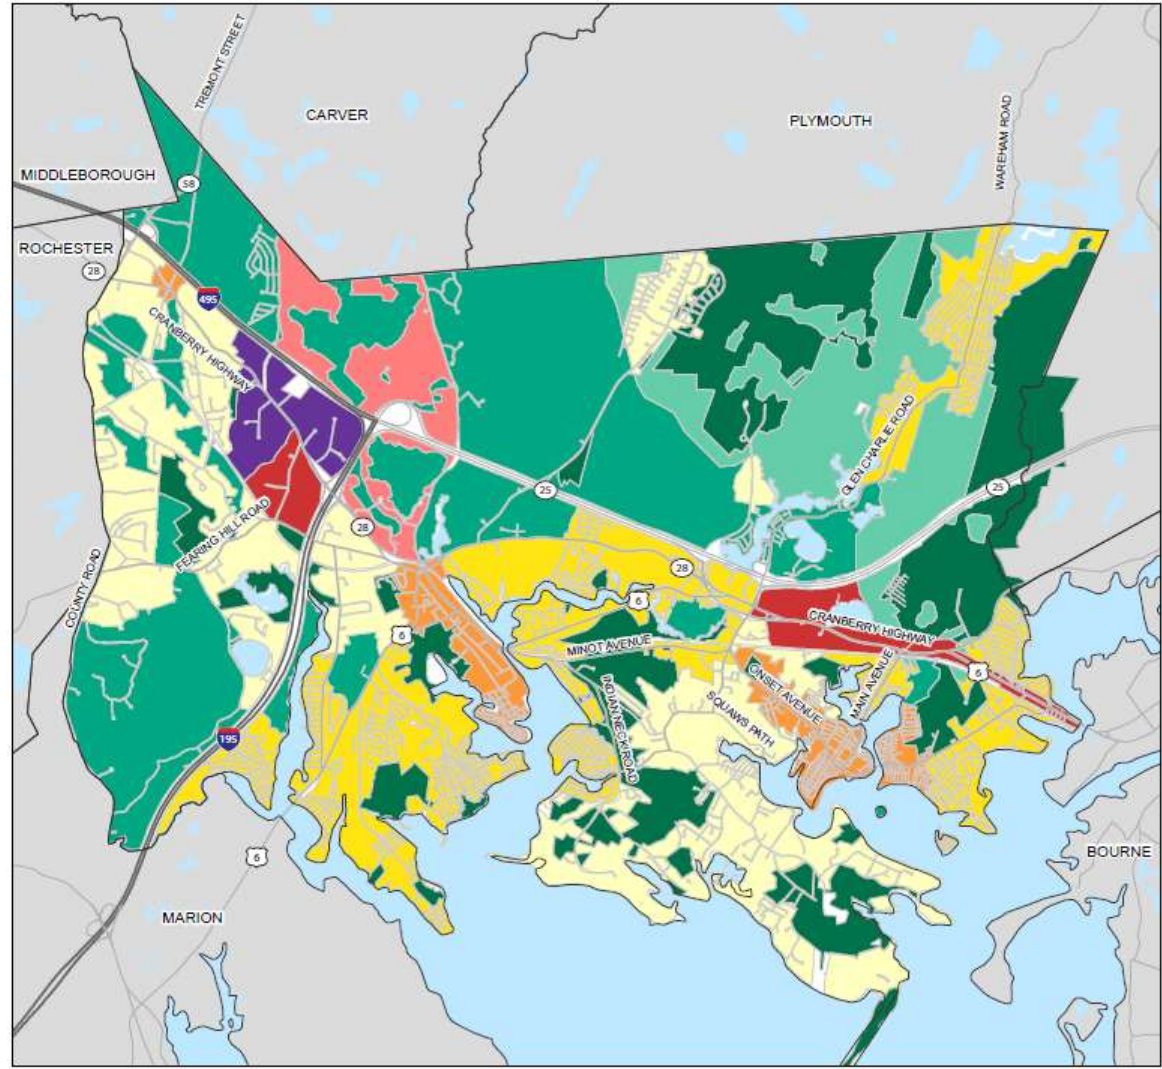 TREMONT STREET
CARVER
PLYMOUTH
WAREHAM ROAD
MIDDLEBOROUGH
58
ROCHESTER
28
495
CRANBERRY HIGHWAY
GLEN CHARLIE ROAD
25
25
FEARING HILL ROAD
28
28
COUNTY ROAD
6
CRANBERRY HIGHWAY
6
MINOT AVENUE
6
ONSET AVENUE
MAIN AVENUE
INDIAN NECK ROAD
SQUAWS PATH
195
6
BOURNE
MARION